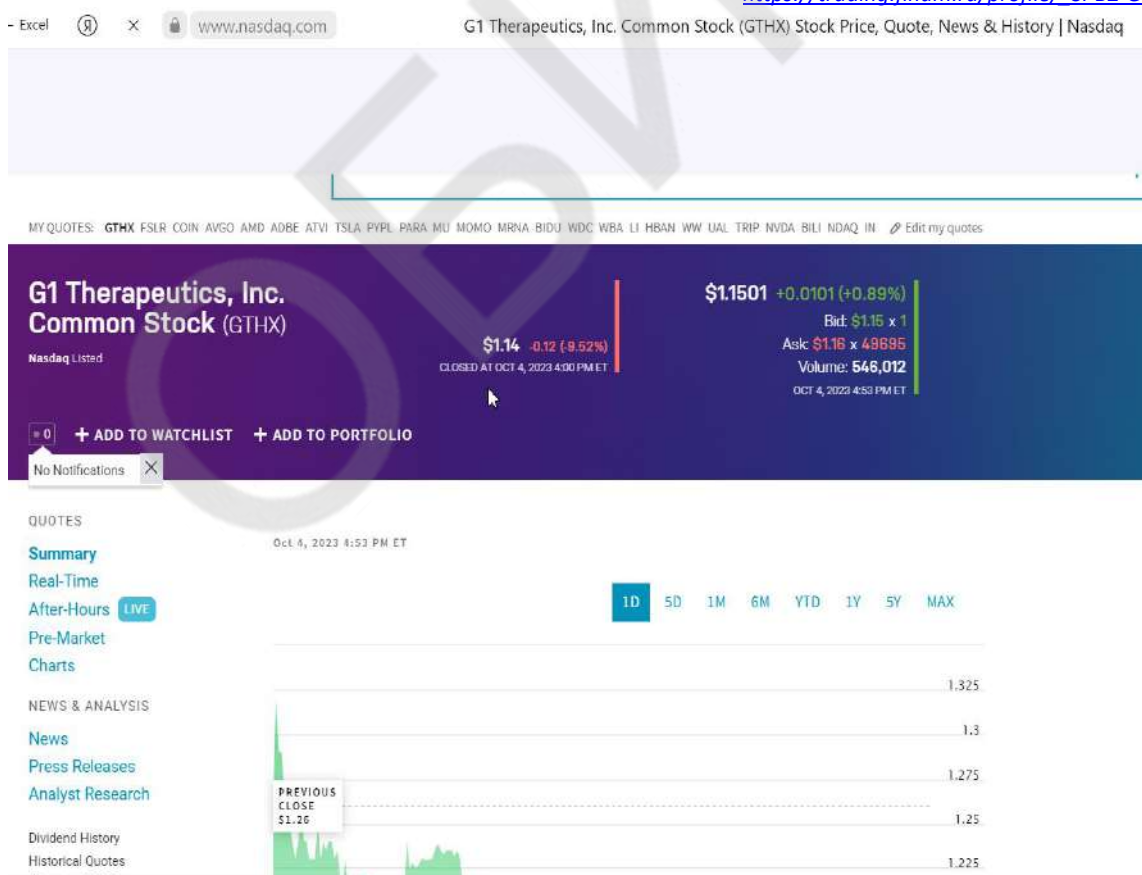 - Excel
Я
www.nasdaq.com
G1 Therapeutics, Inc. Common Stock (GTHX) Stock Price, Quote, News & History | Nasdaq
MY QUOTES: GTHX FSLR COIN AVGO AMD ADBE ATVI TSLA PYPL PARA MU MOMO MRNA BIDU WDC WBA LI HBAN WW UAL TRIP NVDA BILI NDAQ IN Edit my quotes
G1 Therapeutics, Inc.
Common Stock (GTHX)
Nasdaq Listed
$1.14 -0.12 (-9.52%)
CLOSED AT OCT 4, 2023 4:00 PM ET
$1.1501 +0.0101 (+0.89%)
Bid: $1.15 x 1
Ask: $1.16 x 49695
Volume: 546,012
OCT 4, 2023 4:53 PM ET
0 + ADD TO WATCHLIST + ADD TO PORTFOLIO
No Notifications X
QUOTES
Summary
Real-Time
After-Hours LIVE
Pre-Market
Charts
NEWS & ANALYSIS
News
Press Releases
Analyst Research
Dividend History
Historical Quotes
Oct 4, 2023 4:53 PM ET
1D 5D 1M 6M YTD 1Y 5Y MAX
1.325
1.3
1.275
PREVIOUS
CLOSE
$1.26
1.25
1.225